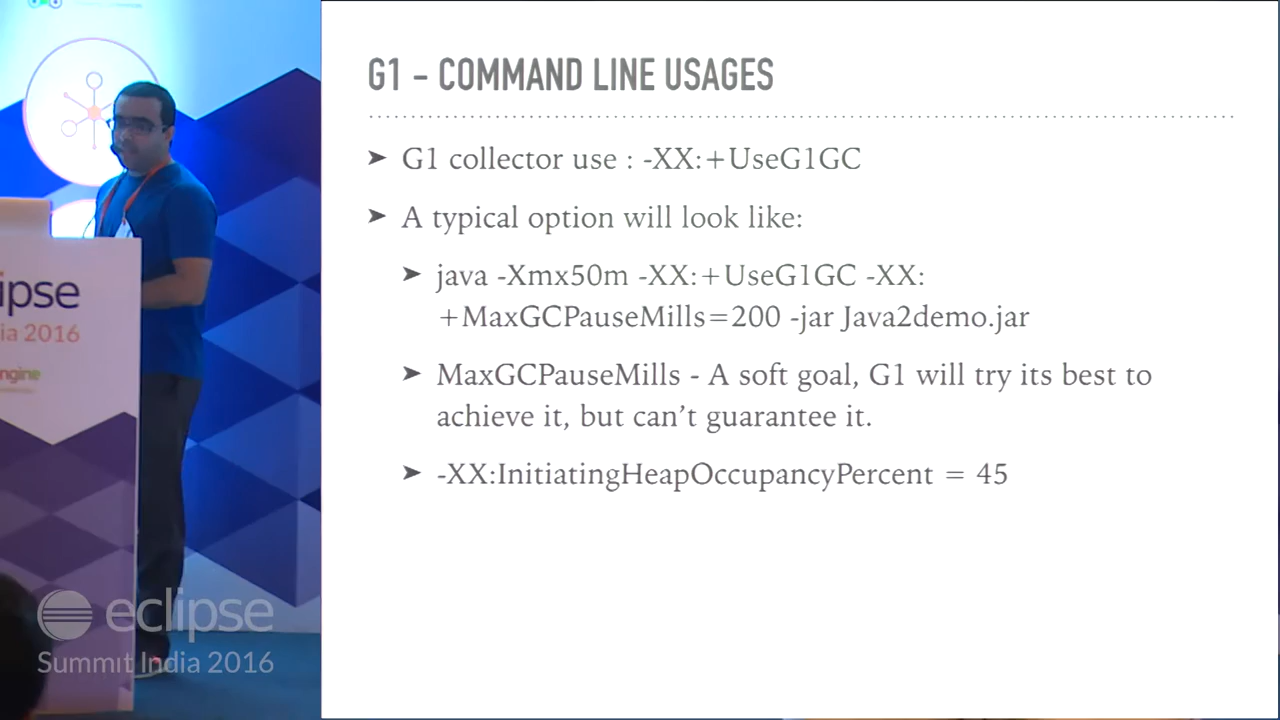 G1 - COMMAND LINE USAGES
➤ G1 collector use : -XX:+UseG1GC
➤ A typical option will look like:
➤ java -Xmx50m -XX:+UseG1GC -XX:
+MaxGCPauseMills=200 -jar Java2demo.jar
➤ MaxGCPauseMills - A soft goal, G1 will try its best to
achieve it, but can't guarantee it.
➤ -XX:InitiatingHeapOccupancyPercent = 45
ipse
ia 2016
ngine
eclipse
Summit India 2016